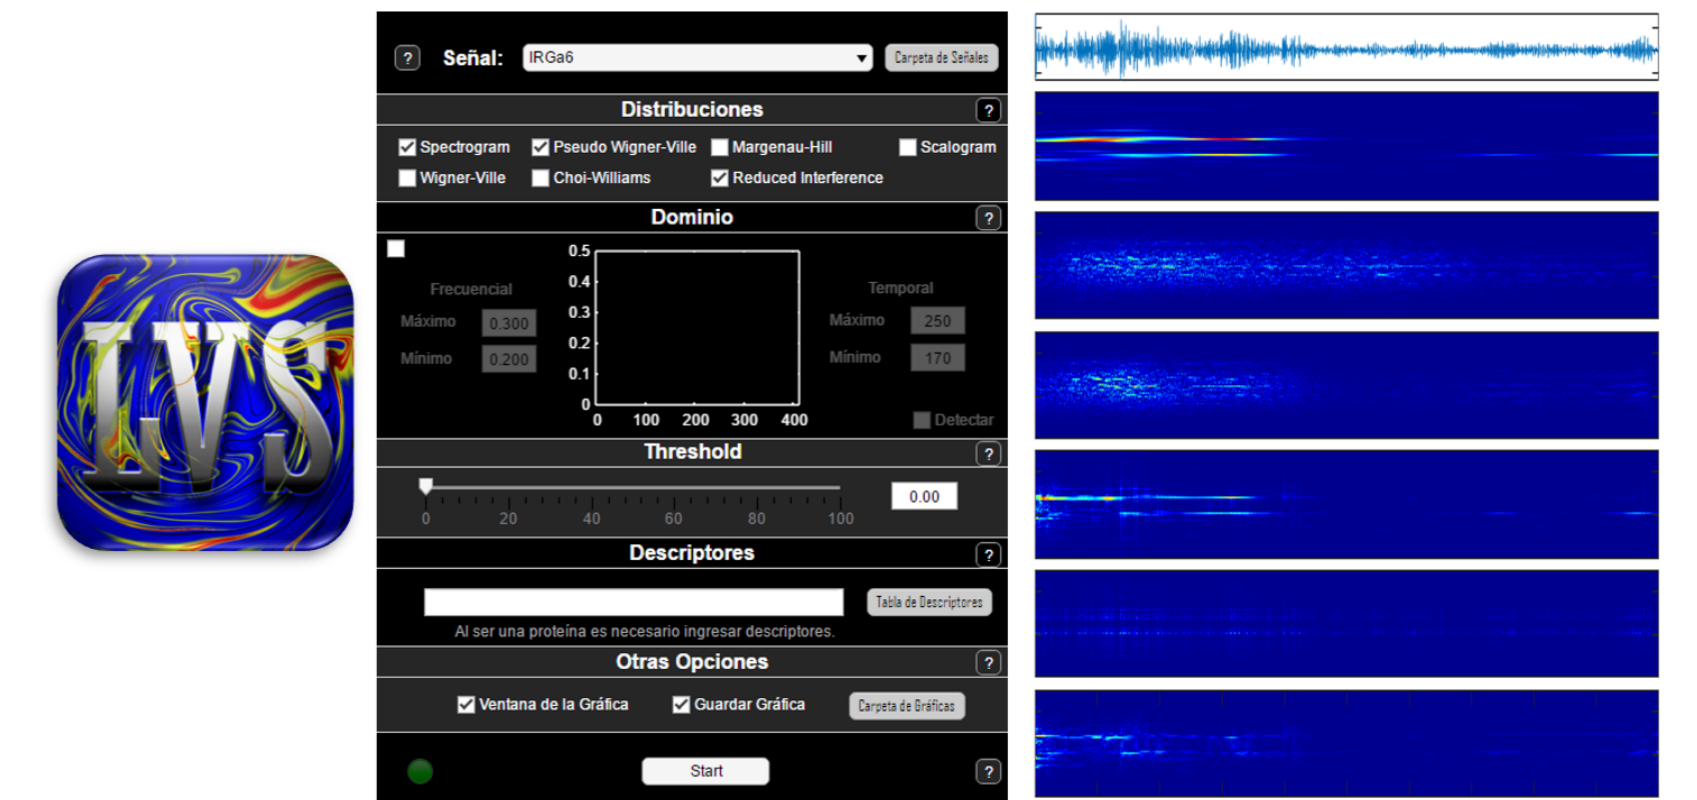 LVS
? Señal: IRGa6 Carpeta de Señales
Distribuciones ?
Spectrogram Pseudo Wigner-Ville Margenau-Hill Scalogram
Wigner-Ville Choi-Williams Reduced Interference
Dominio ?
Frecuencial
Máximo 0.300
Mínimo 0.200
0.5
0.4
0.3
0.2
0.1
0
0 100 200 300 400
Temporal
Máximo 250
Mínimo 170
Detectar
Threshold ?
0.00
0 20 40 60 80 100
Descriptores ?
Tabla de Descriptores
Al ser una proteína es necesario ingresar descriptores.
Otras Opciones ?
Ventana de la Gráfica Guardar Gráfica Carpeta de Gráficas
Start ?